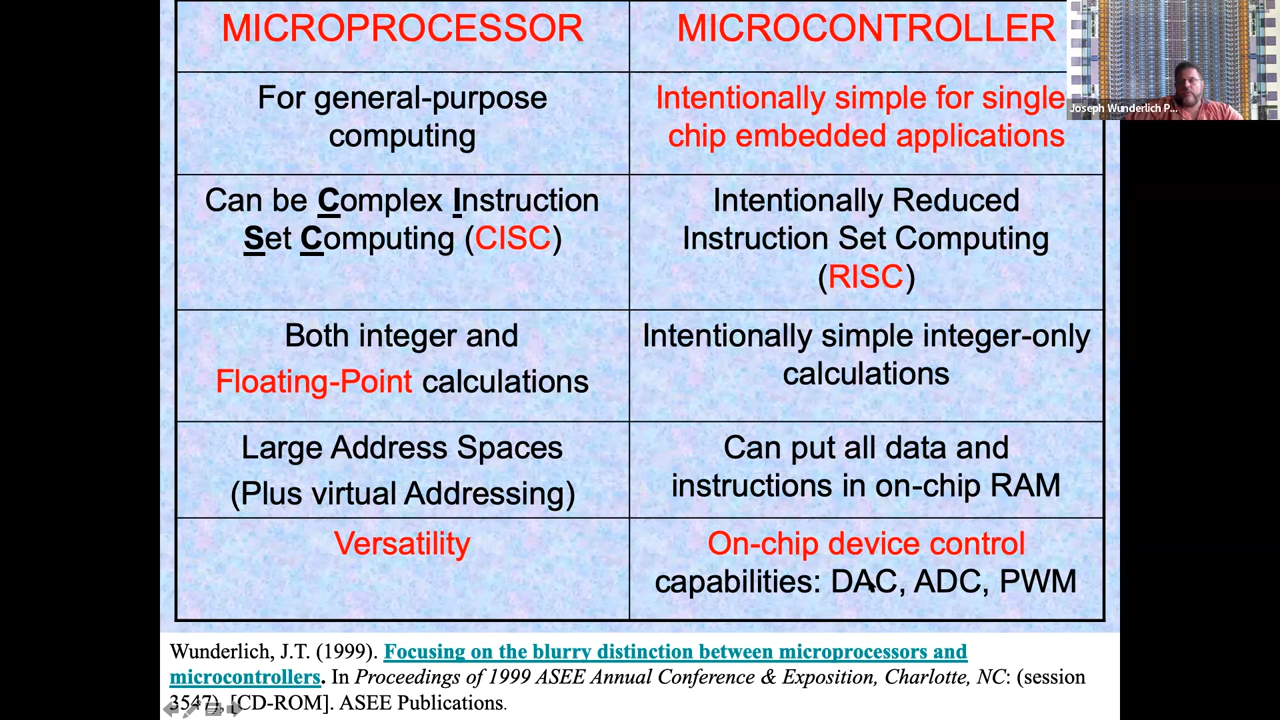 MICROPROCESSOR
MICROCONTROLLER
For general-purpose
computing
Intentionally simple for single
chip embedded applications
Can be Complex Instruction
Set Computing (CISC)
Intentionally Reduced
Instruction Set Computing
(RISC)
Both integer and
Floating-Point calculations
Intentionally simple integer-only
calculations
Large Address Spaces
(Plus virtual Addressing)
Can put all data and
instructions in on-chip RAM
Versatility
On-chip device control
capabilities: DAC, ADC, PWM
Wunderlich, J.T. (1999). Focusing on the blurry distinction between microprocessors and
microcontrollers. In Proceedings of 1999 ASEE Annual Conference & Exposition, Charlotte, NC: (session
3547), [CD-ROM]. ASEE Publications.
Joseph Wunderlich P...